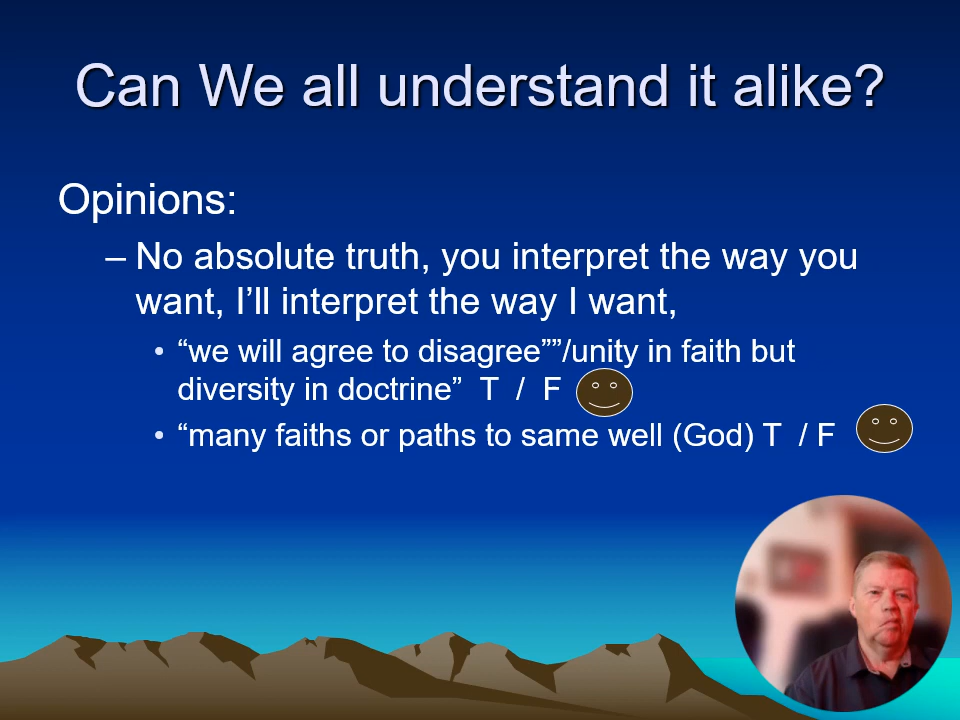 Can We all understand it alike?
Opinions:
– No absolute truth, you interpret the way you
want, I’ll interpret the way I want,
• “we will agree to disagree””/unity in faith but
diversity in doctrine” T / F
• “many faiths or paths to same well (God) T / F